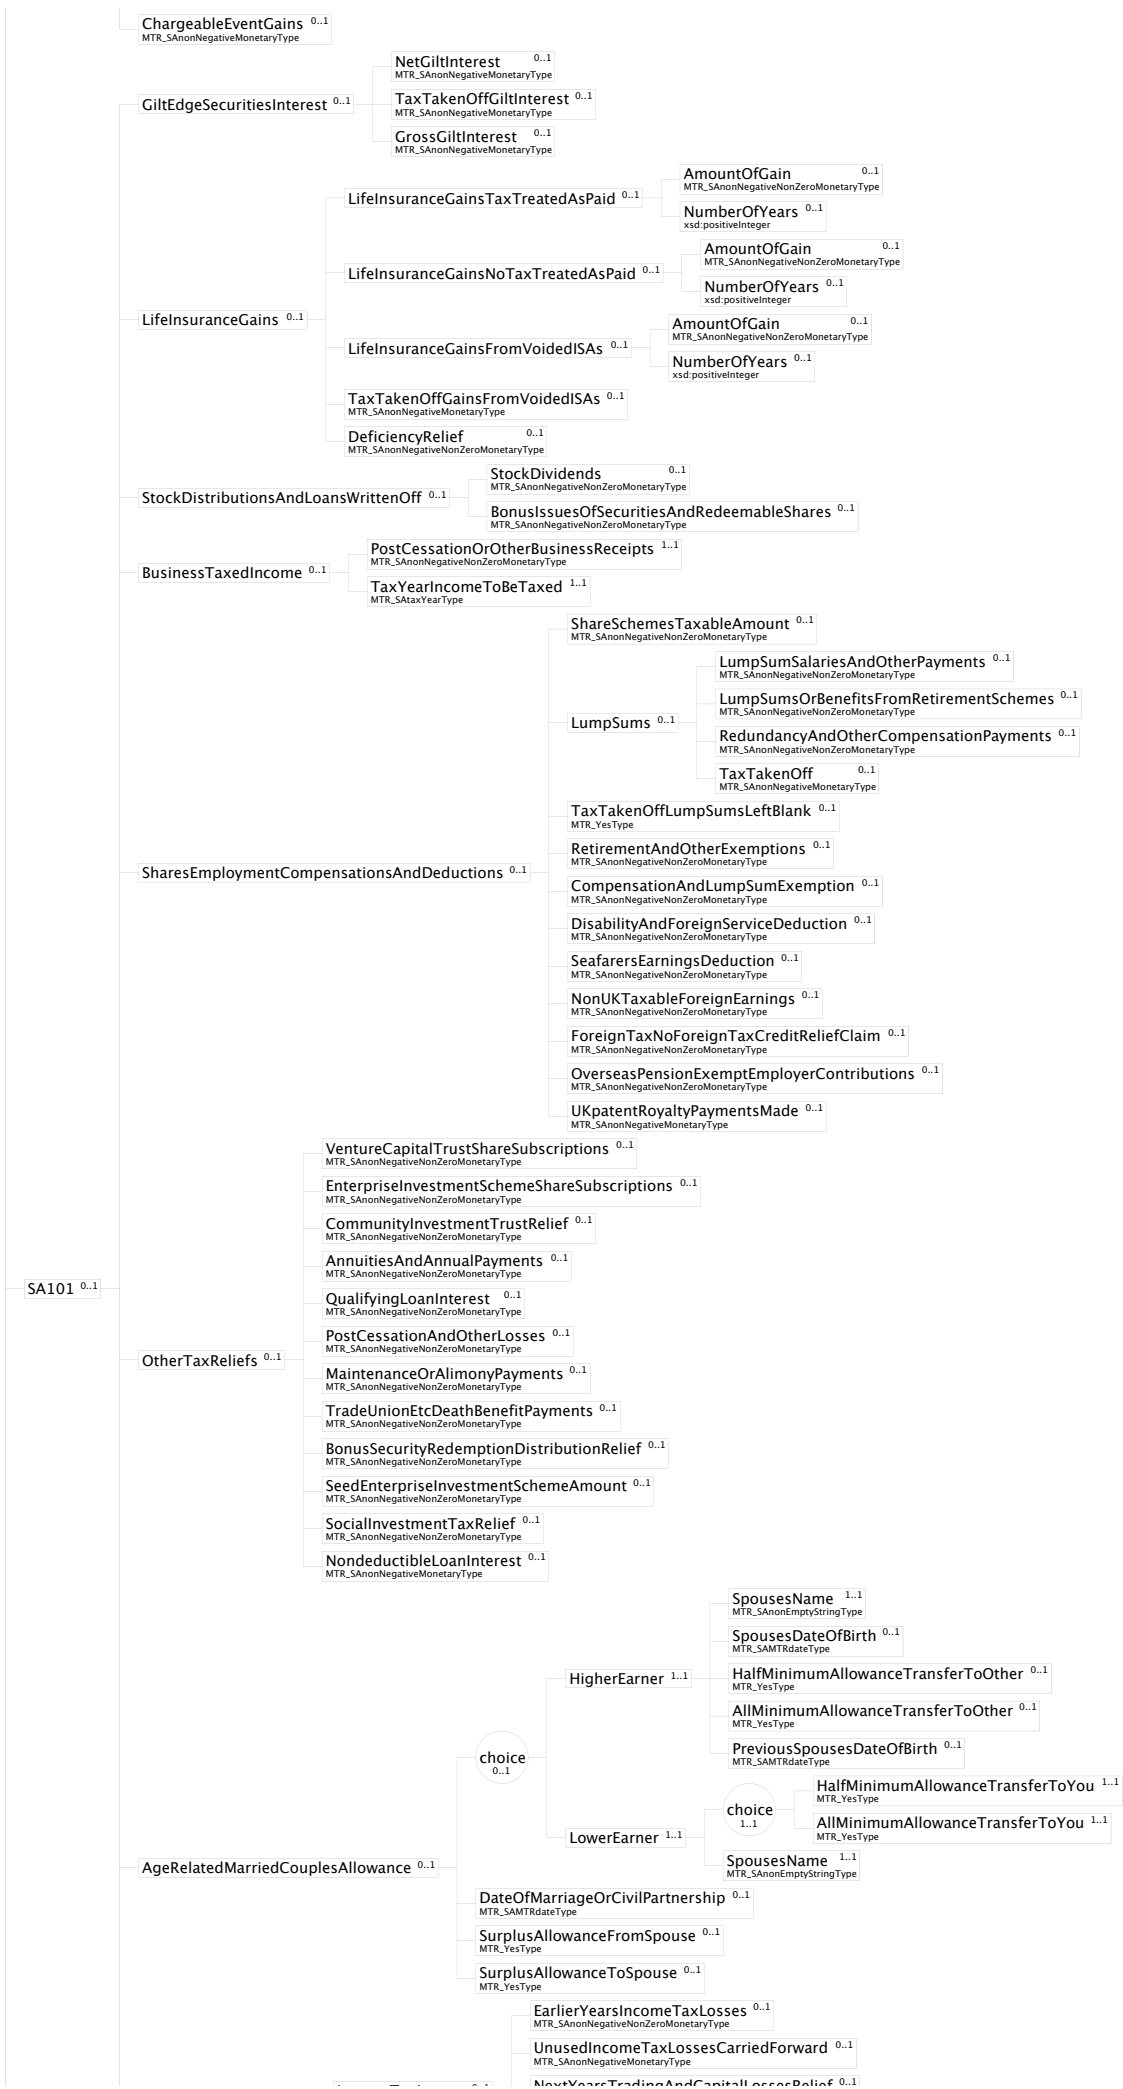 ChargeableEventGains 0..1
MTR_SAnonNegativeMonetaryType
GiltEdgeSecuritiesInterest 0..1
NetGiltInterest 0..1
MTR_SAnonNegativeMonetaryType
TaxTakenOffGiltInterest 0..1
MTR_SAnonNegativeMonetaryType
GrossGiltInterest 0..1
MTR_SAnonNegativeMonetaryType
LifeInsuranceGains 0..1
LifeInsuranceGainsTaxTreatedAsPaid 0..1
AmountOfGain 0..1
MTR_SAnonNegativeNonZeroMonetaryType
NumberOfYears 0..1
xsd:positiveInteger
LifeInsuranceGainsNoTaxTreatedAsPaid 0..1
AmountOfGain 0..1
MTR_SAnonNegativeNonZeroMonetaryType
NumberOfYears 0..1
xsd:positiveInteger
LifeInsuranceGainsFromVoidedISAs 0..1
AmountOfGain 0..1
MTR_SAnonNegativeNonZeroMonetaryType
NumberOfYears 0..1
xsd:positiveInteger
TaxTakenOffGainsFromVoidedISAs 0..1
MTR_SAnonNegativeMonetaryType
DeficiencyRelief 0..1
MTR_SAnonNegativeNonZeroMonetaryType
StockDistributionsAndLoansWrittenOff 0..1
StockDividends 0..1
MTR_SAnonNegativeNonZeroMonetaryType
BonusIssuesOfSecuritiesAndRedeemableShares 0..1
MTR_SAnonNegativeNonZeroMonetaryType
BusinessTaxedIncome 0..1
PostCessationOrOtherBusinessReceipts 1..1
MTR_SAnonNegativeNonZeroMonetaryType
TaxYearIncomeToBeTaxed 1..1
MTR_SAtaxYearType
SharesEmploymentCompensationsAndDeductions 0..1
ShareSchemesTaxableAmount 0..1
MTR_SAnonNegativeNonZeroMonetaryType
LumpSums 0..1
LumpSumSalariesAndOtherPayments 0..1
MTR_SAnonNegativeNonZeroMonetaryType
LumpSumsOrBenefitsFromRetirementSchemes 0..1
MTR_SAnonNegativeNonZeroMonetaryType
RedundancyAndOtherCompensationPayments 0..1
MTR_SAnonNegativeNonZeroMonetaryType
TaxTakenOff 0..1
MTR_SAnonNegativeMonetaryType
TaxTakenOffLumpSumsLeftBlank 0..1
MTR_YesType
RetirementAndOtherExemptions 0..1
MTR_SAnonNegativeNonZeroMonetaryType
CompensationAndLumpSumExemption 0..1
MTR_SAnonNegativeNonZeroMonetaryType
DisabilityAndForeignServiceDeduction 0..1
MTR_SAnonNegativeNonZeroMonetaryType
SeafarersEarningsDeduction 0..1
MTR_SAnonNegativeNonZeroMonetaryType
NonUKTaxableForeignEarnings 0..1
MTR_SAnonNegativeNonZeroMonetaryType
ForeignTaxNoForeignTaxCreditReliefClaim 0..1
MTR_SAnonNegativeNonZeroMonetaryType
OverseasPensionExemptEmployerContributions 0..1
MTR_SAnonNegativeNonZeroMonetaryType
UKpatentRoyaltyPaymentsMade 0..1
MTR_SAnonNegativeMonetaryType
SA101 0..1
OtherTaxReliefs 0..1
VentureCapitalTrustShareSubscriptions 0..1
MTR_SAnonNegativeNonZeroMonetaryType
EnterpriseInvestmentSchemeShareSubscriptions 0..1
MTR_SAnonNegativeNonZeroMonetaryType
CommunityInvestmentTrustRelief 0..1
MTR_SAnonNegativeNonZeroMonetaryType
AnnuitiesAndAnnualPayments 0..1
MTR_SAnonNegativeNonZeroMonetaryType
QualifyingLoanInterest 0..1
MTR_SAnonNegativeNonZeroMonetaryType
PostCessationAndOtherLosses 0..1
MTR_SAnonNegativeNonZeroMonetaryType
MaintenanceOrAlimonyPayments 0..1
MTR_SAnonNegativeNonZeroMonetaryType
TradeUnionEtcDeathBenefitPayments 0..1
MTR_SAnonNegativeNonZeroMonetaryType
BonusSecurityRedemptionDistributionRelief 0..1
MTR_SAnonNegativeNonZeroMonetaryType
SeedEnterpriseInvestmentSchemeAmount 0..1
MTR_SAnonNegativeNonZeroMonetaryType
SocialInvestmentTaxRelief 0..1
MTR_SAnonNegativeNonZeroMonetaryType
NondeductibleLoanInterest 0..1
MTR_SAnonNegativeMonetaryType
AgeRelatedMarriedCouplesAllowance 0..1
choice
0..1
HigherEarner 1..1
SpousesName 1..1
MTR_SAnonEmptyStringType
SpousesDateOfBirth 0..1
MTR_SAMTRdateType
HalfMinimumAllowanceTransferToOther 0..1
MTR_YesType
AllMinimumAllowanceTransferToOther 0..1
MTR_YesType
PreviousSpousesDateOfBirth 0..1
MTR_SAMTRdateType
LowerEarner 1..1
choice
1..1
HalfMinimumAllowanceTransferToYou 1..1
MTR_YesType
AllMinimumAllowanceTransferToYou 1..1
MTR_YesType
SpousesName 1..1
MTR_SAnonEmptyStringType
DateOfMarriageOrCivilPartnership 0..1
MTR_SAMTRdateType
SurplusAllowanceFromSpouse 0..1
MTR_YesType
SurplusAllowanceToSpouse 0..1
MTR_YesType
EarlierYearsIncomeTaxLosses 0..1
MTR_SAnonNegativeNonZeroMonetaryType
UnusedIncomeTaxLossesCarriedForward 0..1
MTR_SAnonNegativeMonetaryType
0..1
NextYearsTradingAndCapitalLossesRelief 0..1